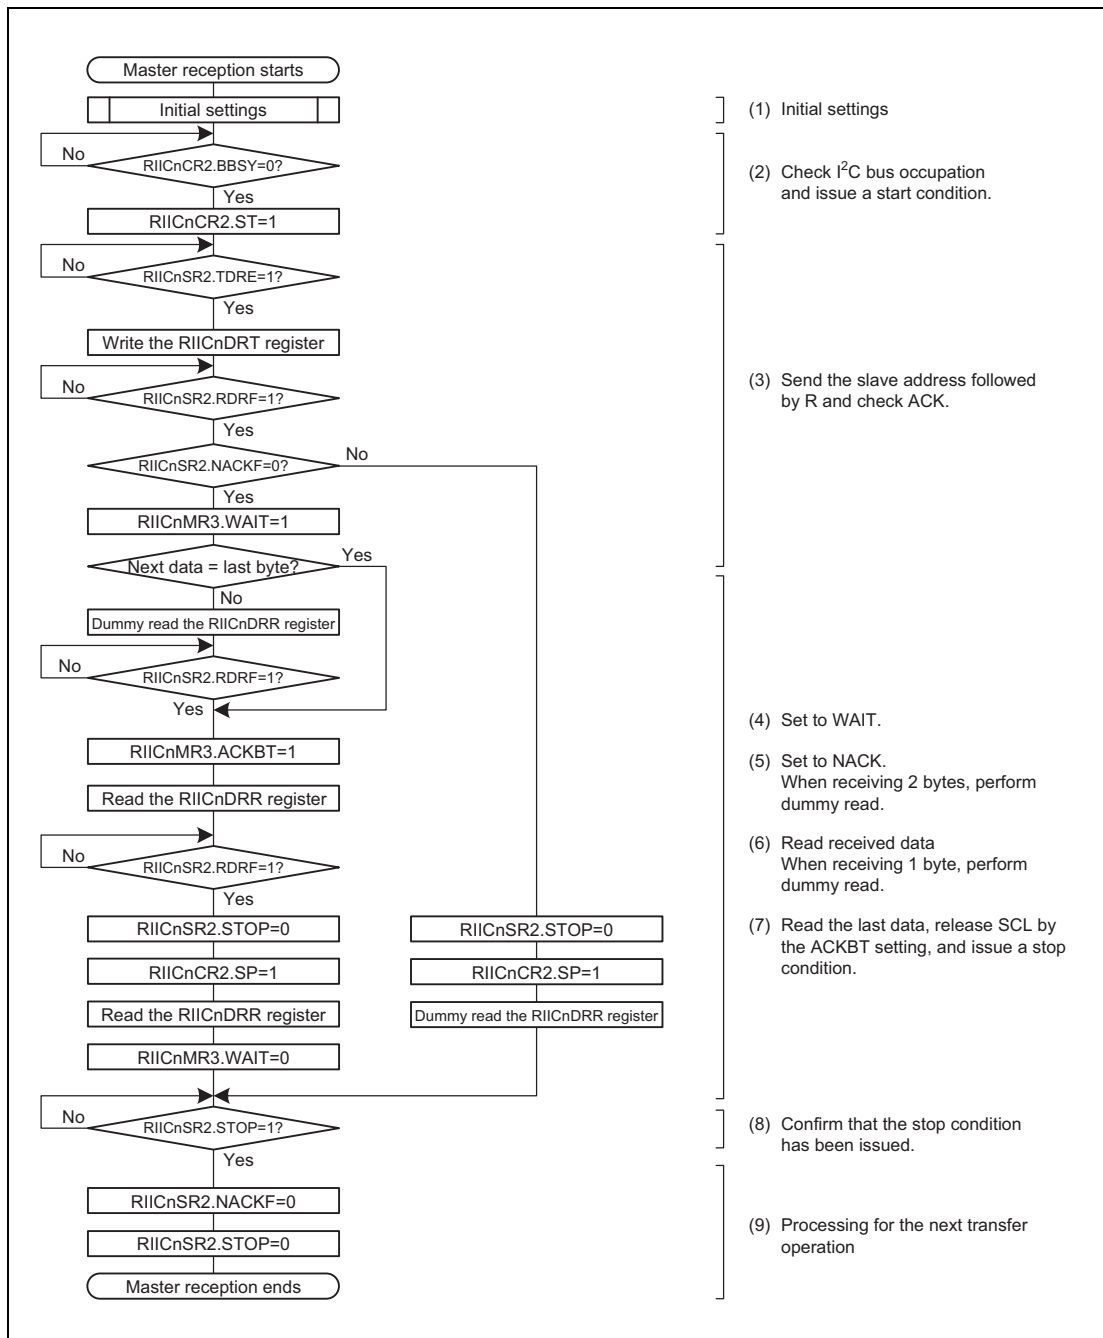 Master reception starts
Initial settings
(1) Initial settings
No
RIICnCR2.BBSY=0?
Yes
(2) Check I²C bus occupation
and issue a start condition.
RIICnCR2.ST=1
No
RIICnSR2.TDRE=1?
Yes
Write the RIICnDRT register
No
RIICnSR2.RDRF=1?
Yes
(3) Send the slave address followed
by R and check ACK.
RIICnSR2.NACKF=0?
No
Yes
RIICnMR3.WAIT=1
Next data = last byte?
Yes
No
Dummy read the RIICnDRR register
No
RIICnSR2.RDRF=1?
Yes
RIICnMR3.ACKBT=1
Read the RIICnDRR register
No
RIICnSR2.RDRF=1?
Yes
(4) Set to WAIT.
(5) Set to NACK.
When receiving 2 bytes, perform
dummy read.
(6) Read received data
When receiving 1 byte, perform
dummy read.
(7) Read the last data, release SCL by
the ACKBT setting, and issue a stop
condition.
RIICnSR2.STOP=0
RIICnCR2.SP=1
Read the RIICnDRR register
RIICnMR3.WAIT=0
RIICnSR2.STOP=0
RIICnCR2.SP=1
Dummy read the RIICnDRR register
No
RIICnSR2.STOP=1?
Yes
(8) Confirm that the stop condition
has been issued.
RIICnSR2.NACKF=0
RIICnSR2.STOP=0
(9) Processing for the next transfer
operation
Master reception ends